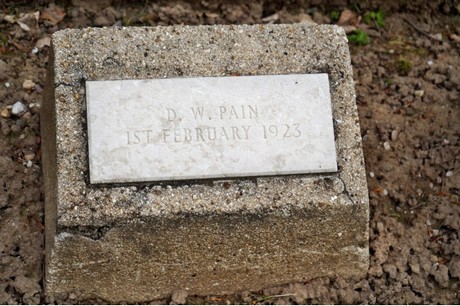 D. W. PAIN
1ST FEBRUARY 1923